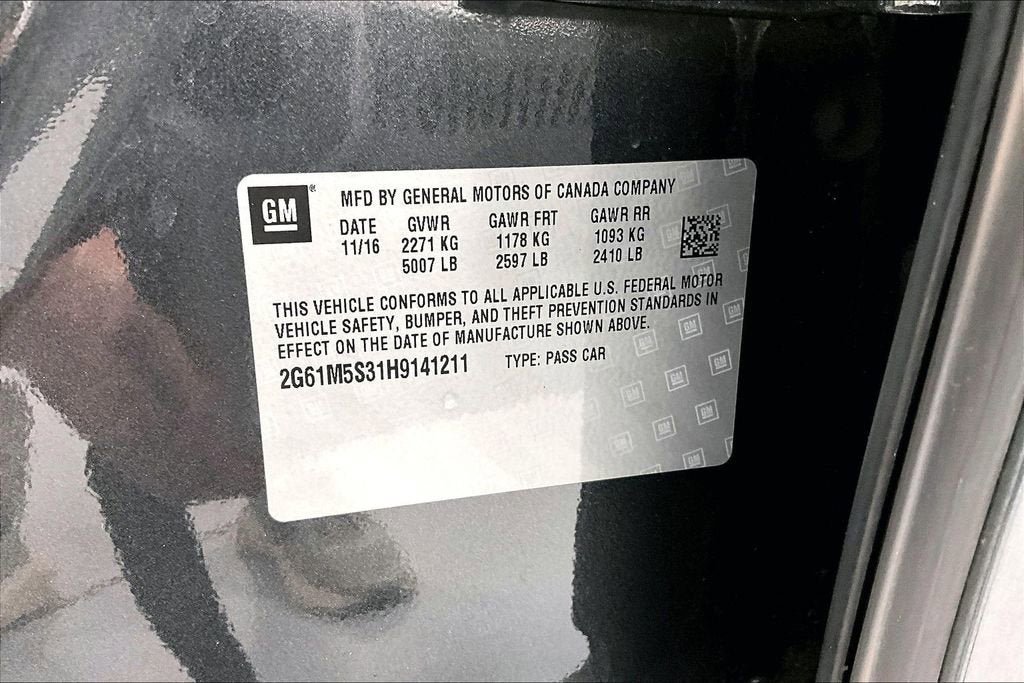 GM
MFD BY GENERAL MOTORS OF CANADA COMPANY
DATE GVWR GAWR FRT GAWR RR
11/16 2271 KG 1178 KG 1093 KG
5007 LB 2597 LB 2410 LB
THIS VEHICLE CONFORMS TO ALL APPLICABLE U.S. FEDERAL MOTOR
VEHICLE SAFETY, BUMPER, AND THEFT PREVENTION STANDARDS IN
EFFECT ON THE DATE OF MANUFACTURE SHOWN ABOVE.
2G61M5S31H9141211 TYPE: PASS CAR